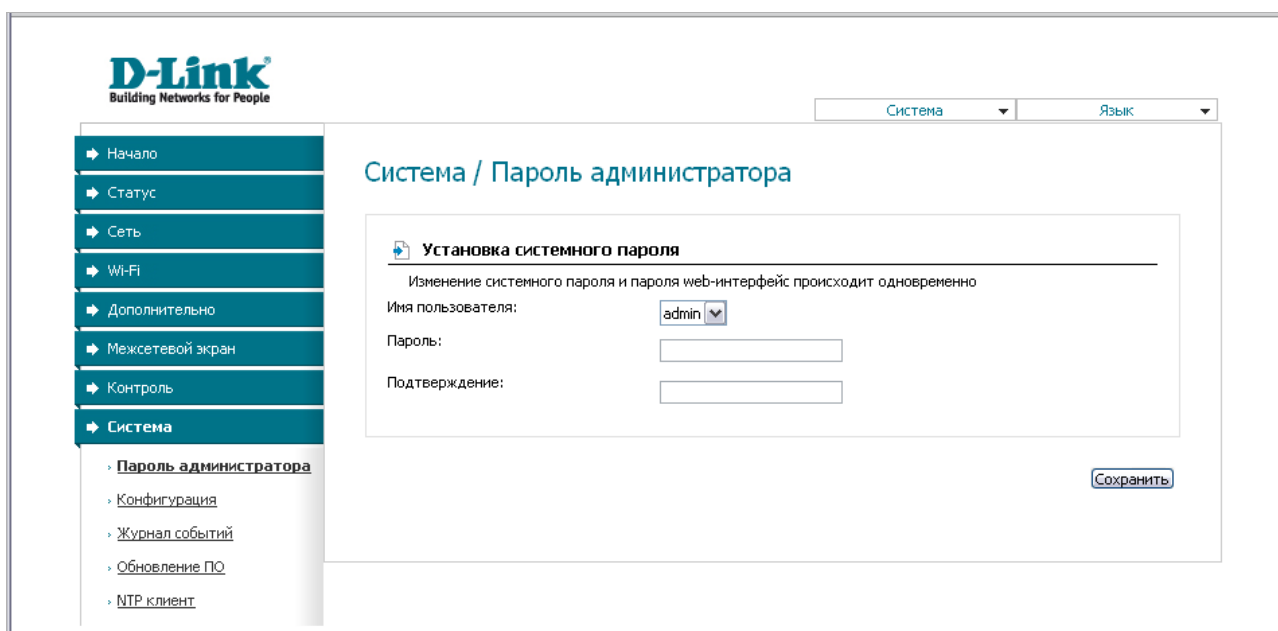 D-Link
Building Networks for People
Система
Язык
Начало
Статус
Сеть
Wi-Fi
Дополнительно
Межсетевой экран
Контроль
Система
Пароль администратора
Конфигурация
Журнал событий
Обновление ПО
NTP клиент
Система / Пароль администратора
Установка системного пароля
Изменение системного пароля и пароля web-интерфейс происходит одновременно
Имя пользователя: admin
Пароль:
Подтверждение:
Сохранить